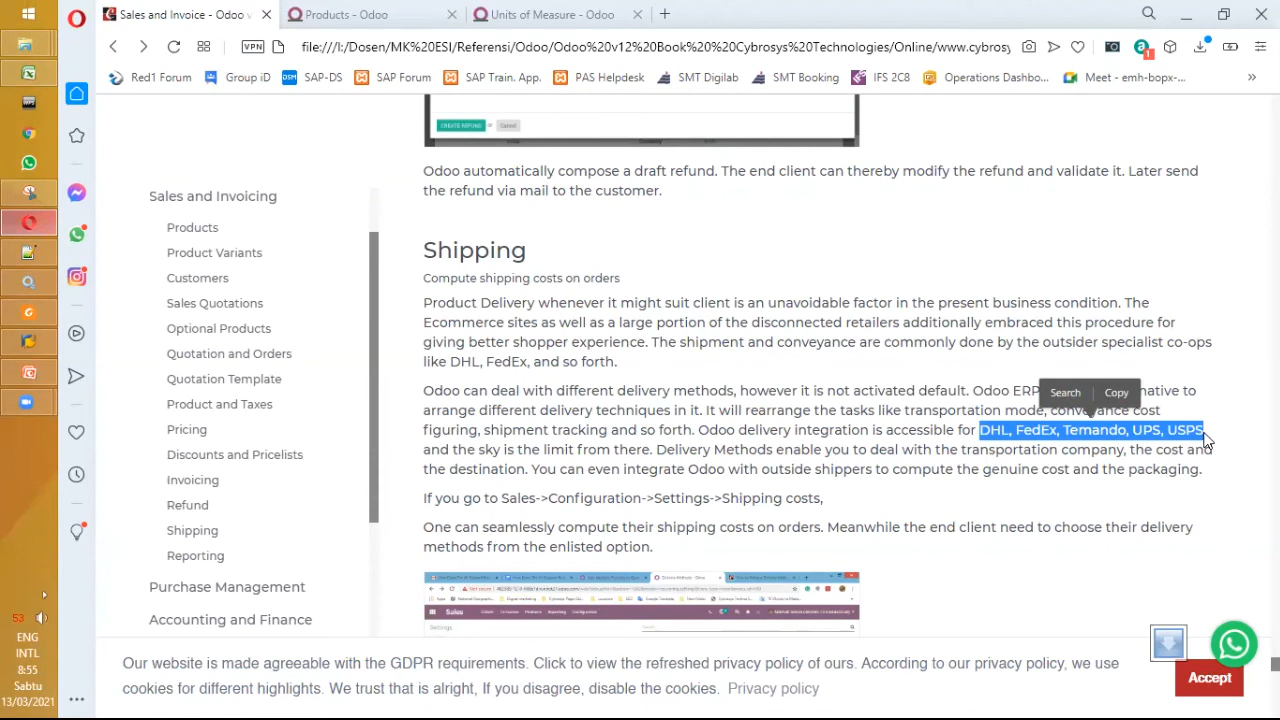 Sales and Invoice - Odoo v
Products - Odoo
Units of Measure - Odoo
VPN
file:///I:/Dosen/MK%20ESI/Referensi/Odoo/Odoo%20v12%20Book%20%20Cybrosys%20Technologies/Online/www.cybrosy
1
Red1 Forum
Group iD
SAP-DS
SAP Forum
SAP Train. App.
PAS Helpdesk
SMT Digilab
SMT Booking
IFS 2C8
Operations Dashbo...
Meet - emh-bopx-...
CREATE REFUND
or
Cancel
Odoo automatically compose a draft refund. The end client can thereby modify the refund and validate it. Later send
the refund via mail to the customer.
Sales and Invoicing
Products
Product Variants
Customers
Sales Quotations
Optional Products
Quotation and Orders
Quotation Template
Product and Taxes
Pricing
Discounts and Pricelists
Invoicing
Refund
Shipping
Reporting
Purchase Management
Accounting and Finance
Shipping
Compute shipping costs on orders
Product Delivery whenever it might suit client is an unavoidable factor in the present business condition. The
Ecommerce sites as well as a large portion of the disconnected retailers additionally embraced this procedure for
giving better shopper experience. The shipment and conveyance are commonly done by the outsider specialist co-ops
like DHL, FedEx, and so forth.
Search
Copy
Odoo can deal with different delivery methods, however it is not activated default. Odoo ERP native to
arrange different delivery techniques in it. It will rearrange the tasks like transportation mode, conveyance cost
figuring, shipment tracking and so forth. Odoo delivery integration is accessible for DHL, FedEx, Temando, UPS, USPS
and the sky is the limit from there. Delivery Methods enable you to deal with the transportation company, the cost and
the destination. You can even integrate Odoo with outside shippers to compute the genuine cost and the packaging.
If you go to Sales->Configuration->Settings->Shipping costs,
One can seamlessly compute their shipping costs on orders. Meanwhile the end client need to choose their delivery
methods from the enlisted option.
Sales
Settings
Our website is made agreeable with the GDPR requirements. Click to view the refreshed privacy policy of ours. According to our privacy policy, we use
cookies for different highlights. We trust that is alright, If you disagree, disable the cookies. Privacy policy
Accept
53
ENG
INTL
8:55
Sabtu
13/03/2021